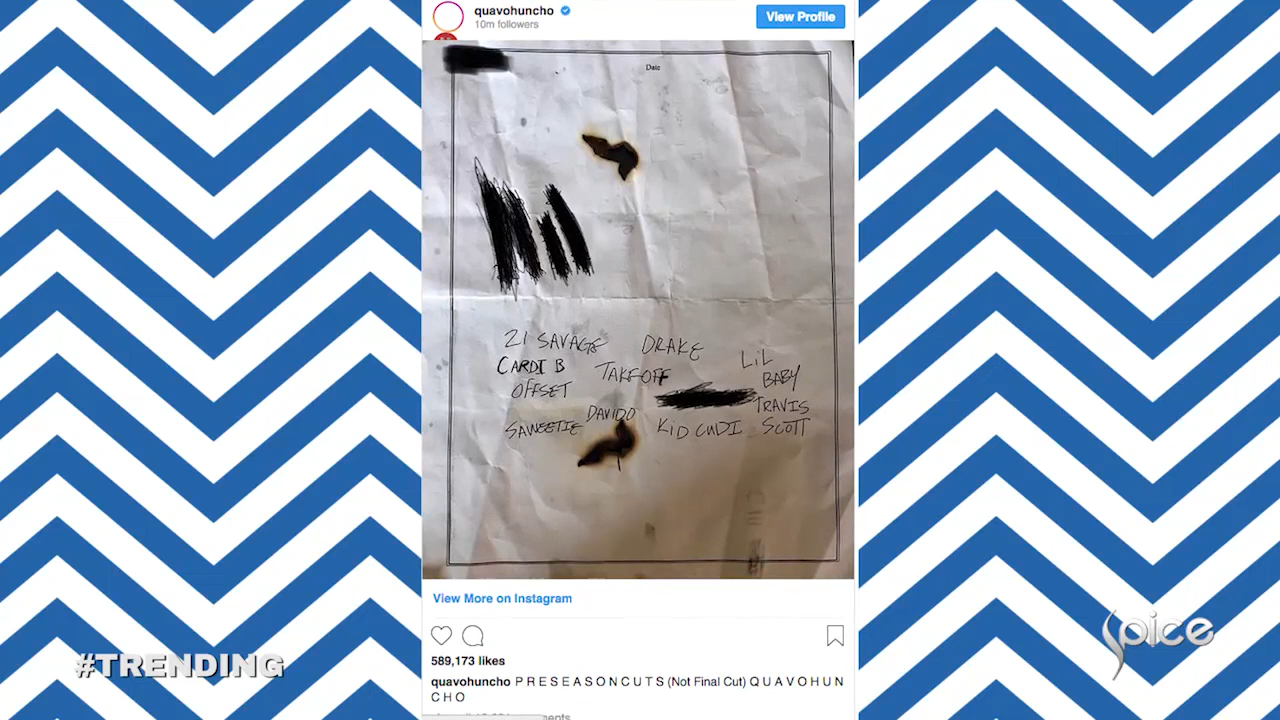 quavohuncho
10m followers
View Profile
Date
21 SAVAGE DRAKE LIL
CARDI B TAKEOFF BABY
OFFSET TRAVIS
DAVIDO
SAWEETIE KiD CUDI SCOTT
View More on Instagram
589,173 likes
quavohuncho P R E S E A S O N C U T S (Not Final Cut) Q U A V O H U N
C H O
#TRENDING
spice